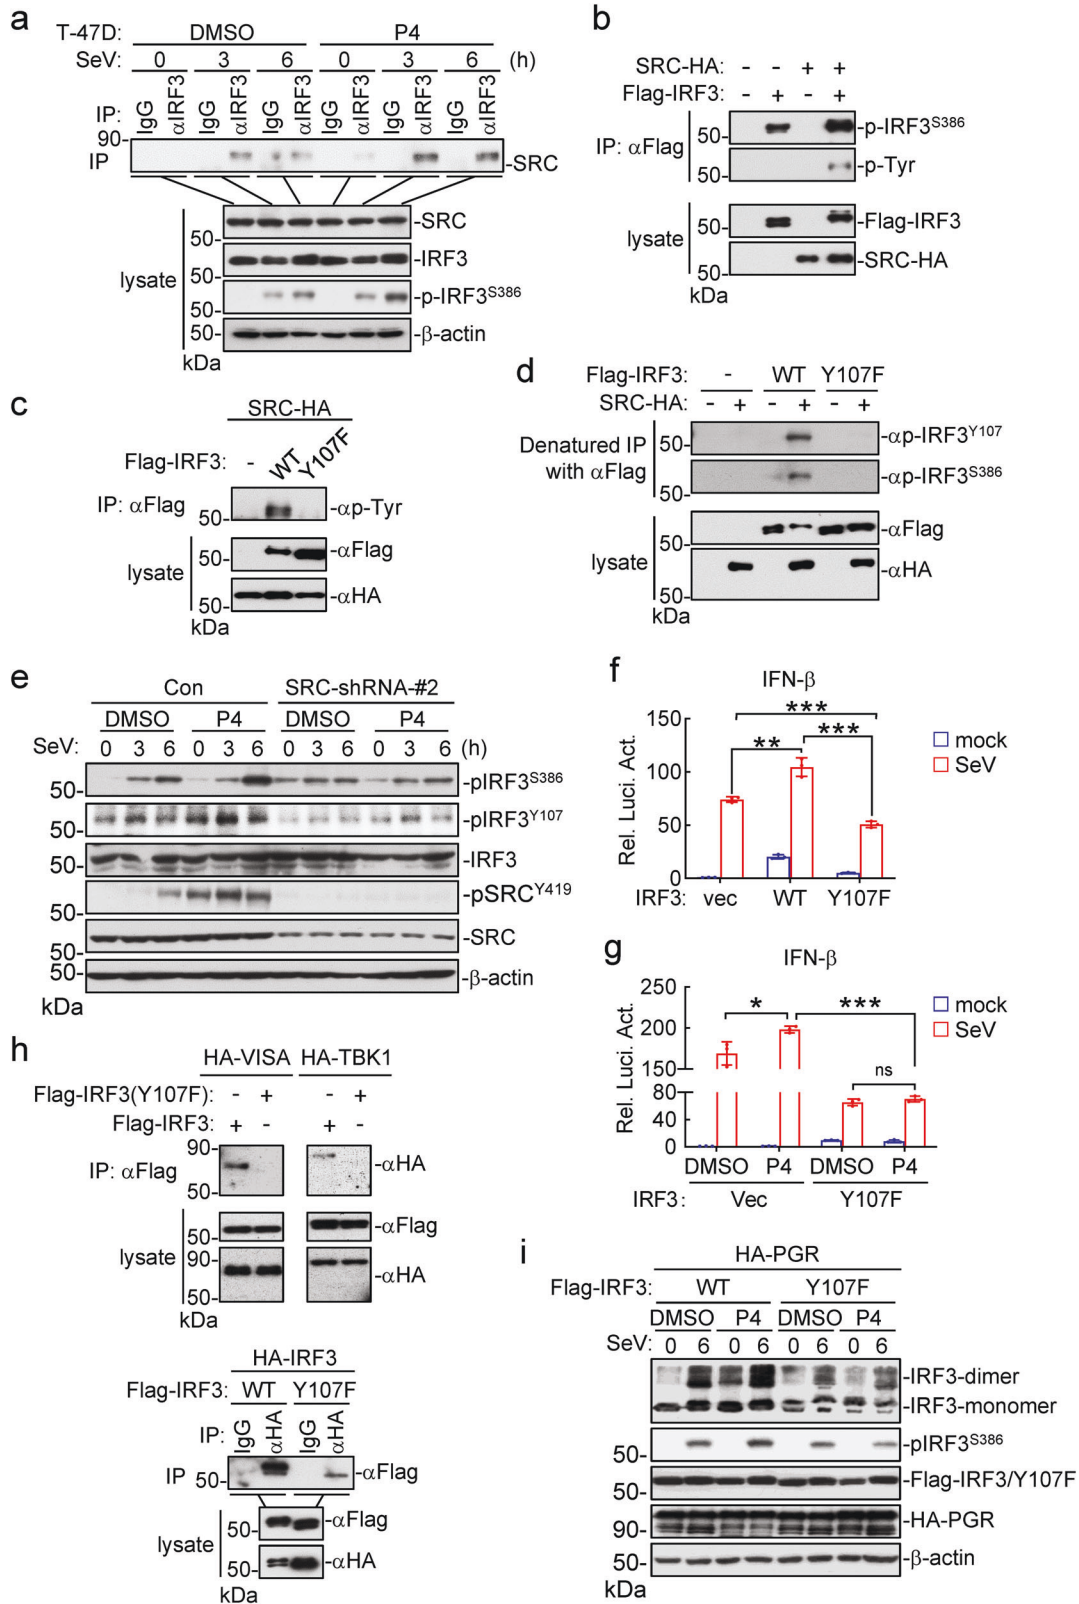 a
T-47D: DMSO P4
SeV: 0 3 6 0 3 6 (h)
IP: IgG αIRF3 IgG αIRF3 IgG αIRF3 IgG αIRF3 IgG αIRF3 IgG αIRF3
90-
IP -SRC
lysate
-SRC
50-
-IRF3
50-
-p-IRF3S386
50-
50- -β-actin
kDa
b
SRC-HA: - - + +
Flag-IRF3: - + - +
IP: αFlag
50- -p-IRF3S386
-p-Tyr
50-
lysate
50- -Flag-IRF3
-SRC-HA
50-
kDa
c
SRC-HA
Flag-IRF3: - WT Y107F
IP: αFlag 50- -αp-Tyr
lysate
50- -αFlag
50- -αHA
kDa
d
Flag-IRF3: - WT Y107F
SRC-HA: - + - + - +
Denatured IP
with αFlag
50- -αp-IRF3Y107
-αp-IRF3S386
50-
lysate
-αFlag
50-
-αHA
50-
kDa
e
Con SRC-shRNA-#2
DMSO P4 DMSO P4
SeV: 0 3 6 0 3 6 0 3 6 0 3 6 (h)
50- -pIRF3S386
50- -pIRF3Y107
50- -IRF3
-pSRCY419
50-
-SRC
50-
50- -β-actin
kDa
f
IFN-β
Rel. Luci. Act.
150
100
50
0
** *** ***
mock
SeV
IRF3: vec WT Y107F
g
IFN-β
Rel. Luci. Act.
250
200
150
80
40
0
* *** ns
mock
SeV
DMSO P4 DMSO P4
IRF3: Vec Y107F
h
HA-VISA HA-TBK1
Flag-IRF3(Y107F): - + - +
Flag-IRF3: + - + -
IP: αFlag
90-
-αHA
50-
lysate
50- -αFlag
90-
-αHA
50-
kDa
HA-IRF3
Flag-IRF3: WT Y107F
IP: IgG αHA IgG αHA
IP 50- -αFlag
lysate
50- -αFlag
50- -αHA
kDa
i
HA-PGR
Flag-IRF3: WT Y107F
DMSO P4 DMSO P4
SeV: 0 6 0 6 0 6 0 6
-IRF3-dimer
-IRF3-monomer
50- -pIRF3S386
50- -Flag-IRF3/Y107F
90- -HA-PGR
50- -β-actin
kDa